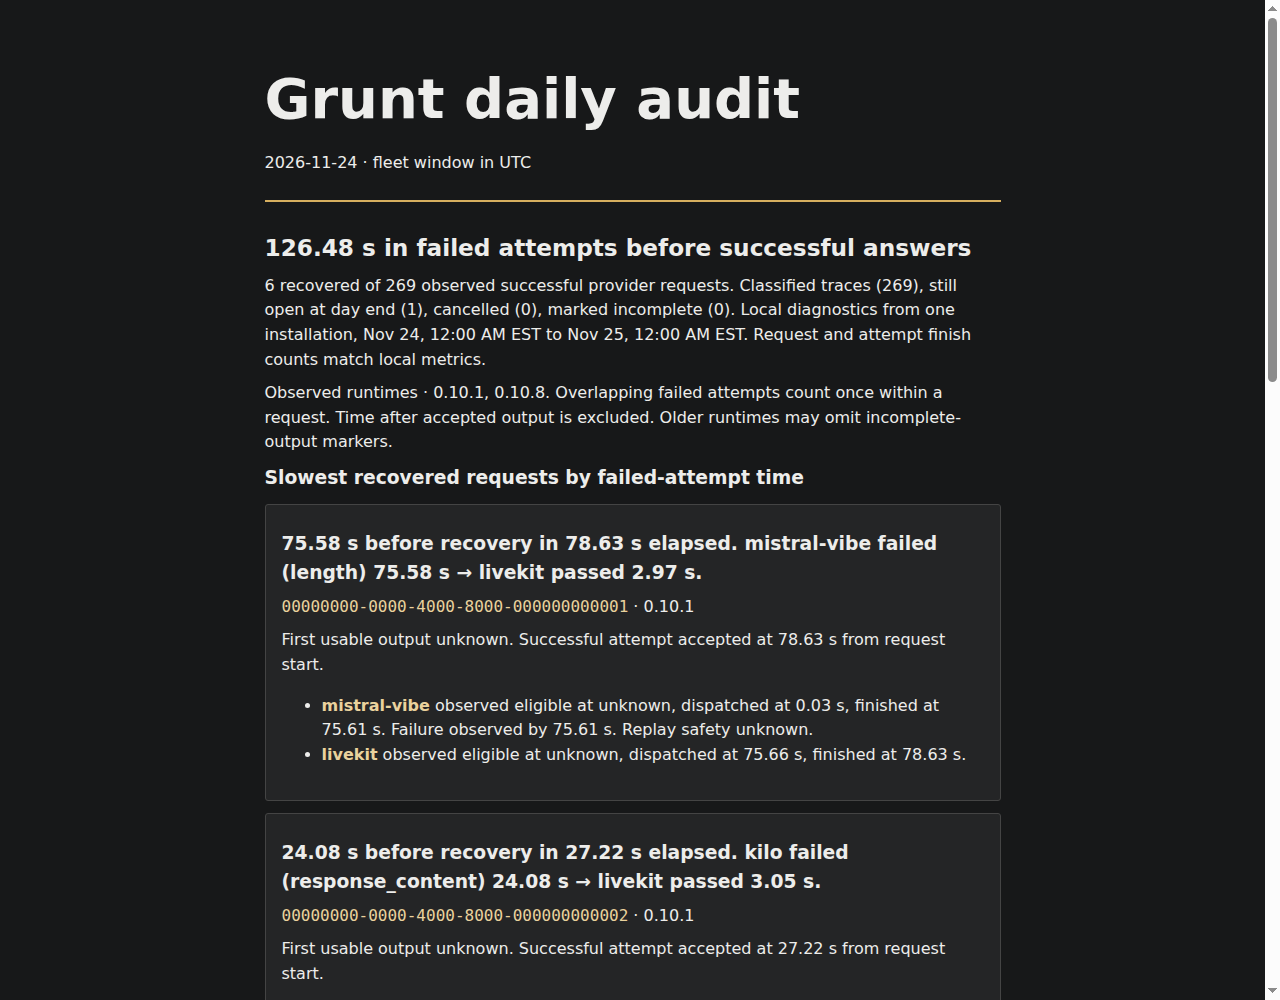 Grunt daily audit
2026-11-24 · fleet window in UTC
126.48 s in failed attempts before successful answers
6 recovered of 269 observed successful provider requests. Classified traces (269), still
open at day end (1), cancelled (0), marked incomplete (0). Local diagnostics from one
installation, Nov 24, 12:00 AM EST to Nov 25, 12:00 AM EST. Request and attempt finish
counts match local metrics.
Observed runtimes · 0.10.1, 0.10.8. Overlapping failed attempts count once within a
request. Time after accepted output is excluded. Older runtimes may omit incomplete-
output markers.
Slowest recovered requests by failed-attempt time
75.58 s before recovery in 78.63 s elapsed. mistral-vibe failed
(length) 75.58 s → livekit passed 2.97 s.
00000000-0000-4000-8000-000000000001 · 0.10.1
First usable output unknown. Successful attempt accepted at 78.63 s from request
start.
• mistral-vibe observed eligible at unknown, dispatched at 0.03 s, finished at
75.61 s. Failure observed by 75.61 s. Replay safety unknown.
• livekit observed eligible at unknown, dispatched at 75.66 s, finished at 78.63 s.
24.08 s before recovery in 27.22 s elapsed. kilo failed
(response_content) 24.08 s → livekit passed 3.05 s.
00000000-0000-4000-8000-000000000002 · 0.10.1
First usable output unknown. Successful attempt accepted at 27.22 s from request
start.